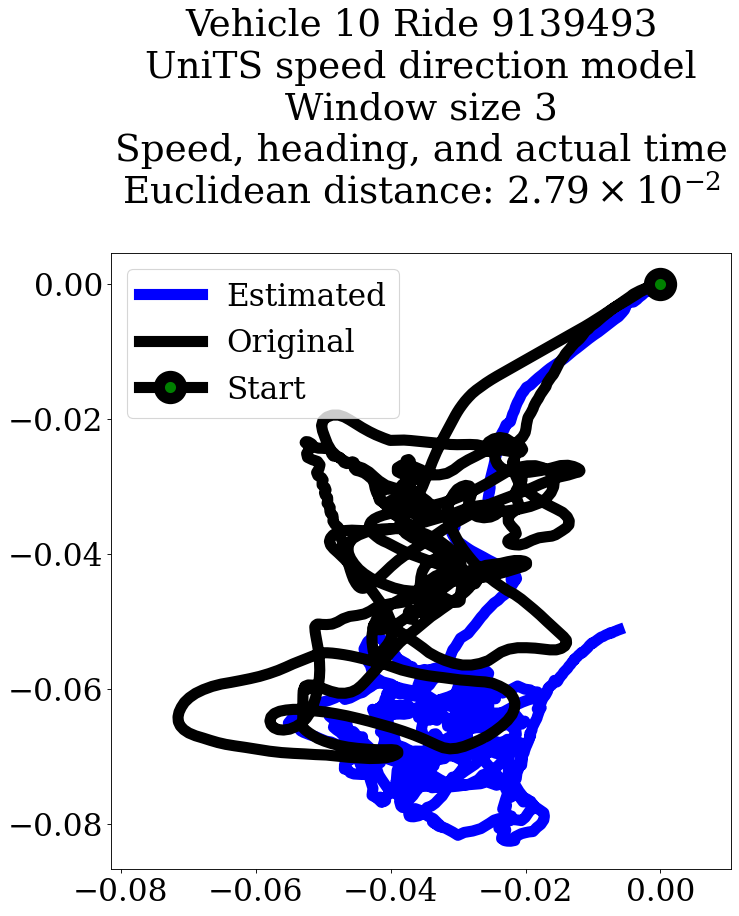 Vehicle 10 Ride 9139493
UniTS speed direction model
Window size 3
Speed, heading, and actual time
Euclidean distance: 2.79 × 10⁻²
Estimated
Original
Start
0.00
−0.02
−0.04
−0.06
−0.08
−0.08 −0.06 −0.04 −0.02 0.00